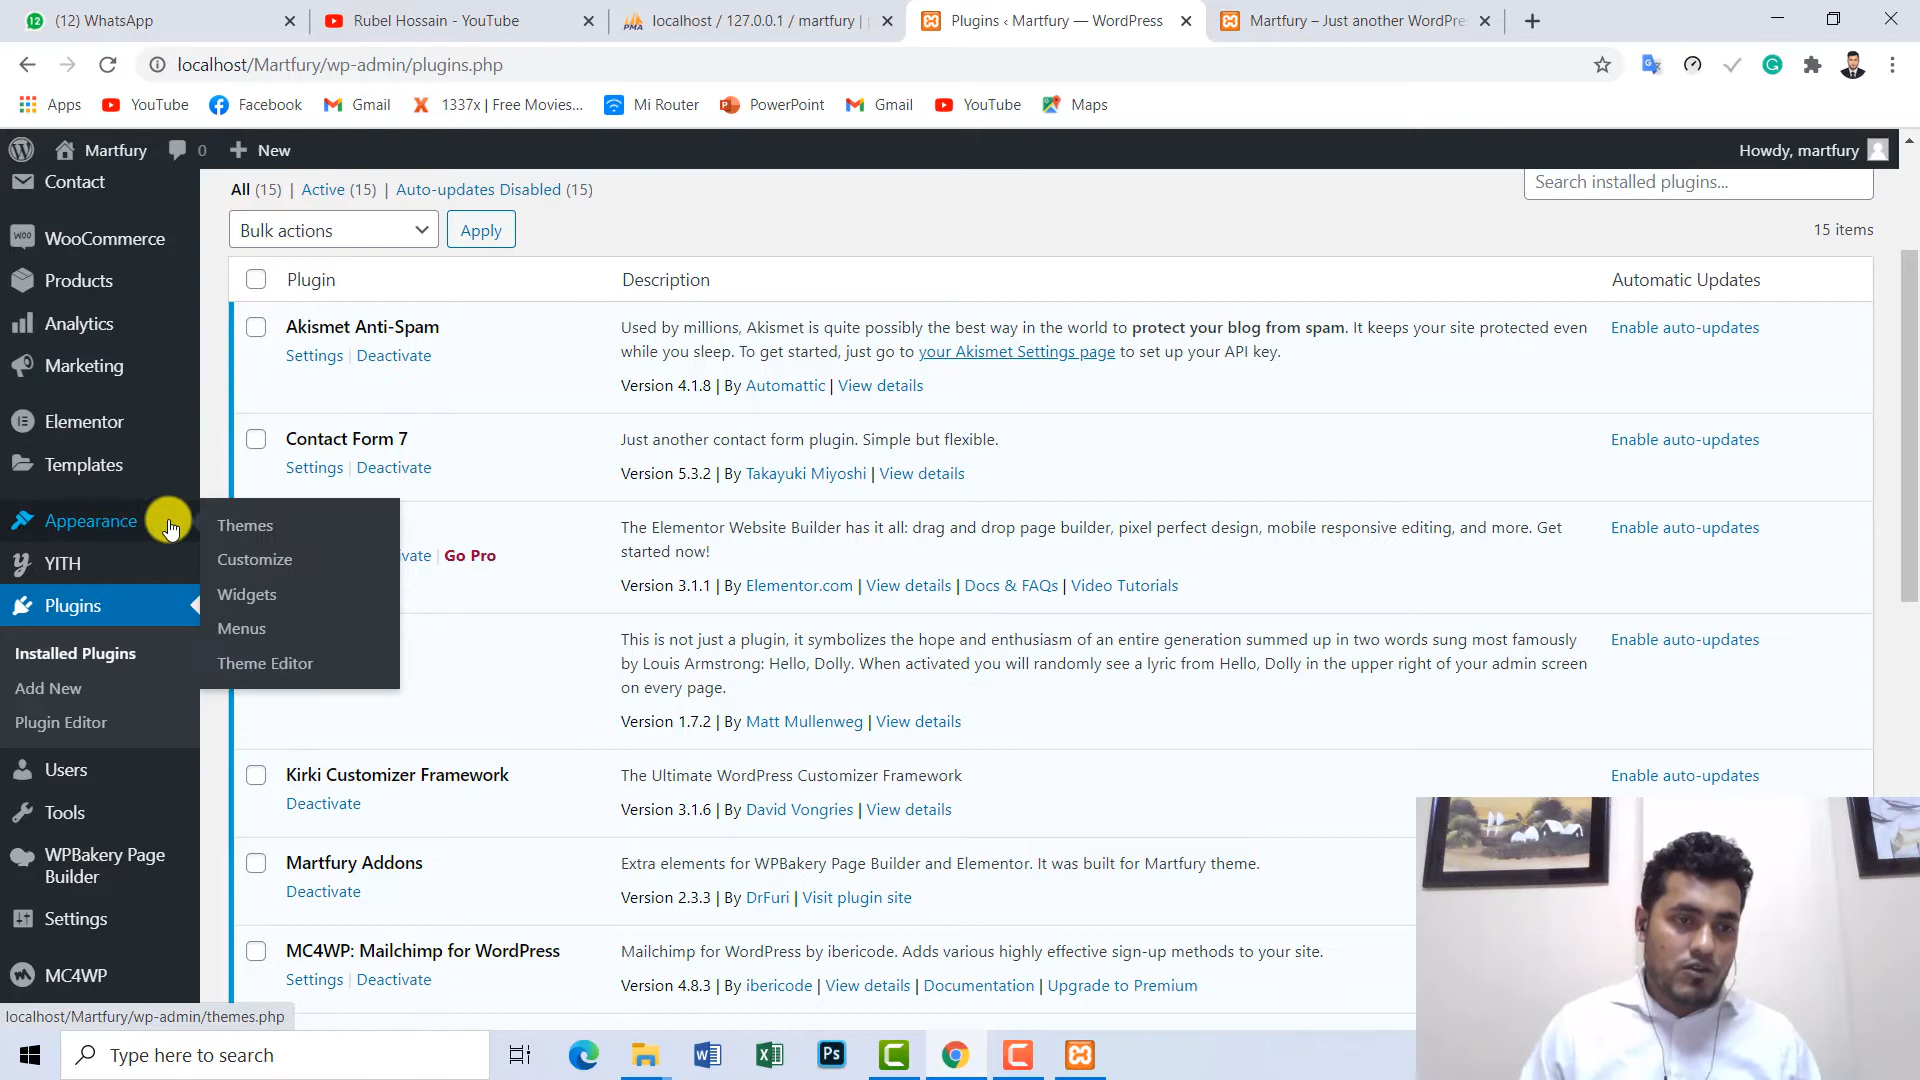 (12) WhatsApp
Rubel Hossain - YouTube
localhost / 127.0.0.1 / martfury |
Plugins ‹ Martfury — WordPress
Martfury – Just another WordPre
localhost/Martfury/wp-admin/plugins.php
Apps
YouTube
Facebook
Gmail
1337x | Free Movies...
Mi Router
PowerPoint
Gmail
YouTube
Maps
Martfury
0
New
Howdy, martfury
Contact
WooCommerce
Products
Analytics
Marketing
Elementor
Templates
Appearance
YITH
Plugins
Installed Plugins
Add New
Plugin Editor
Users
Tools
WPBakery Page
Builder
Settings
MC4WP
Themes
Customize
Widgets
Menus
Theme Editor
All (15) | Active (15) | Auto-updates Disabled (15)
Search installed plugins...
Bulk actions
Apply
15 items
Plugin
Description
Automatic Updates
Akismet Anti-Spam
Settings | Deactivate
Used by millions, Akismet is quite possibly the best way in the world to protect your blog from spam. It keeps your site protected even
while you sleep. To get started, just go to your Akismet Settings page to set up your API key.
Version 4.1.8 | By Automattic | View details
Enable auto-updates
Contact Form 7
Settings | Deactivate
Just another contact form plugin. Simple but flexible.
Version 5.3.2 | By Takayuki Miyoshi | View details
Enable auto-updates
vate | Go Pro
The Elementor Website Builder has it all: drag and drop page builder, pixel perfect design, mobile responsive editing, and more. Get
started now!
Version 3.1.1 | By Elementor.com | View details | Docs & FAQs | Video Tutorials
Enable auto-updates
This is not just a plugin, it symbolizes the hope and enthusiasm of an entire generation summed up in two words sung most famously
by Louis Armstrong: Hello, Dolly. When activated you will randomly see a lyric from Hello, Dolly in the upper right of your admin screen
on every page.
Version 1.7.2 | By Matt Mullenweg | View details
Enable auto-updates
Kirki Customizer Framework
Deactivate
The Ultimate WordPress Customizer Framework
Version 3.1.6 | By David Vongries | View details
Enable auto-updates
Martfury Addons
Deactivate
Extra elements for WPBakery Page Builder and Elementor. It was built for Martfury theme.
Version 2.3.3 | By DrFuri | Visit plugin site
MC4WP: Mailchimp for WordPress
Settings | Deactivate
Mailchimp for WordPress by ibericode. Adds various highly effective sign-up methods to your site.
Version 4.8.3 | By ibericode | View details | Documentation | Upgrade to Premium
localhost/Martfury/wp-admin/themes.php
Type here to search